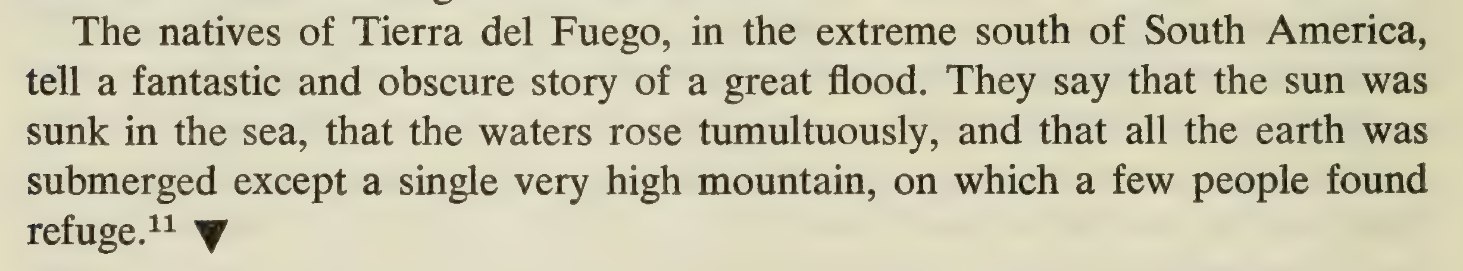 The natives of Tierra del Fuego, in the extreme south of South America,
tell a fantastic and obscure story of a great flood. They say that the sun was
sunk in the sea, that the waters rose tumultuously, and that all the earth was
submerged except a single very high mountain, on which a few people found
refuge.¹¹ ▼